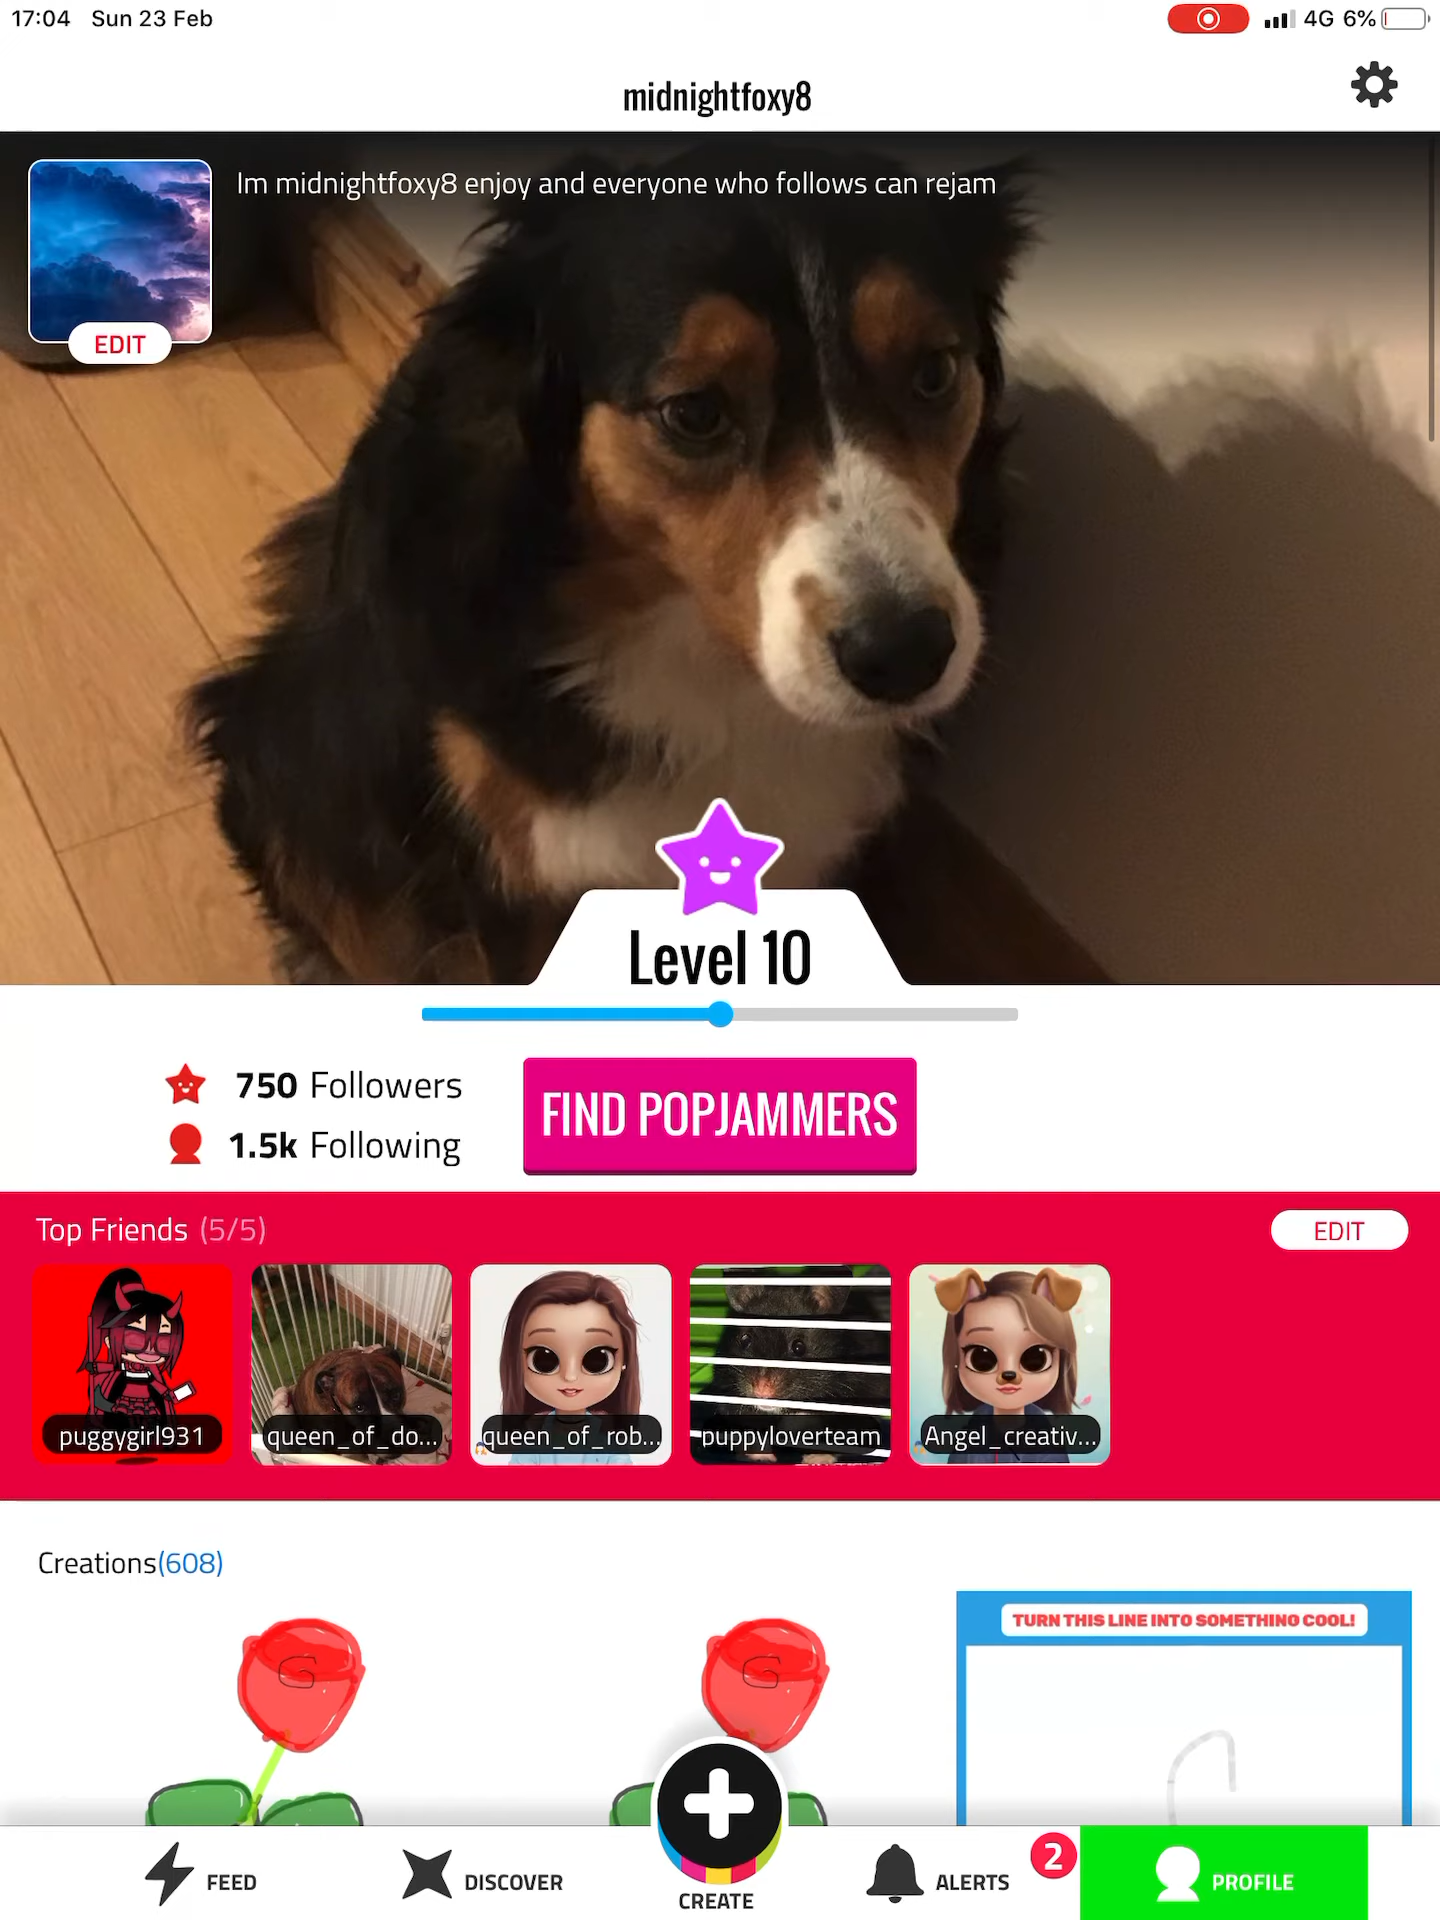 17:04 Sun 23 Feb
4G 6%
midnightfoxy8
Im midnightfoxy8 enjoy and everyone who follows can rejam
EDIT
Level 10
750 Followers
1.5k Following
FIND POPJAMMERS
Top Friends (5/5)
EDIT
puggygirl931
queen_of_do...
queen_of_rob...
puppyloverteam
Angel_creativ...
Creations(608)
TURN THIS LINE INTO SOMETHING COOL!
FEED
DISCOVER
CREATE
ALERTS
2
PROFILE